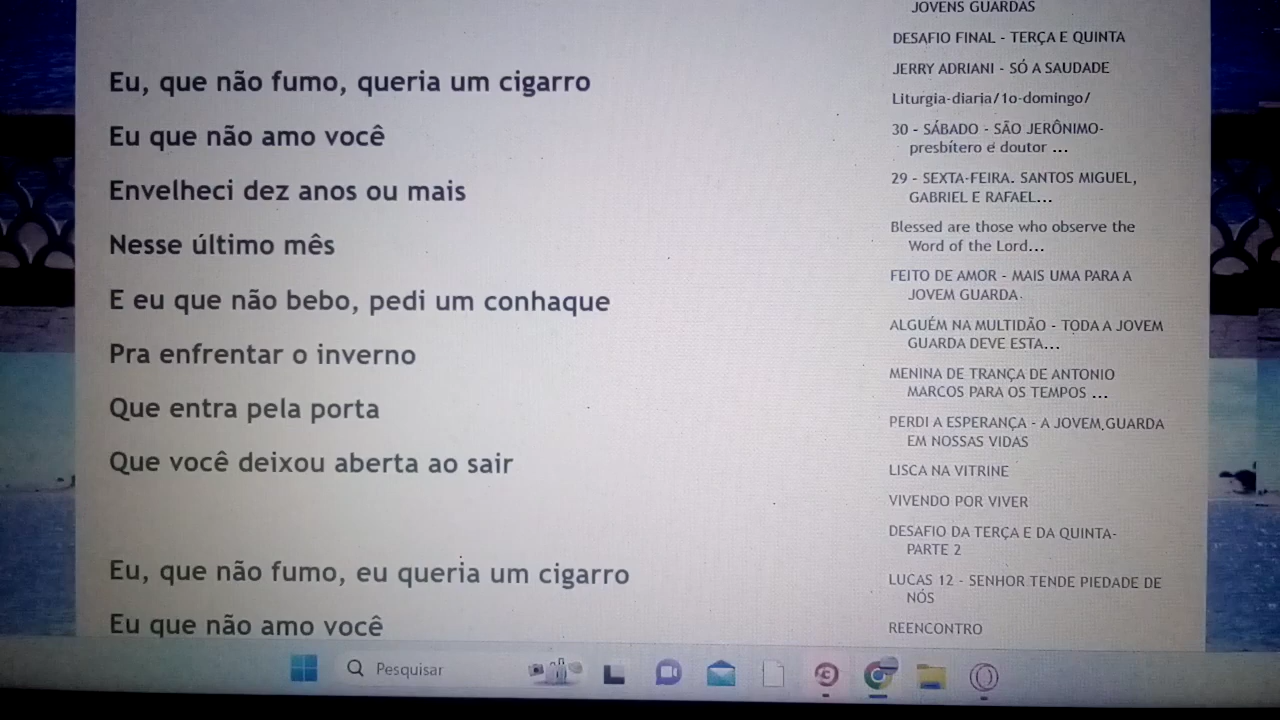 Eu, que não fumo, queria um cigarro
Eu que não amo você
Envelheci dez anos ou mais
Nesse último mês
E eu que não bebo, pedi um conhaque
Pra enfrentar o inverno
Que entra pela porta
Que você deixou aberta ao sair
Eu, que não fumo, eu queria um cigarro
Eu que não amo você
JOVENS GUARDAS
DESAFIO FINAL - TERÇA E QUINTA
JERRY ADRIANI - SÓ A SAUDADE
Liturgia-diaria/1o-domingo/
30 - SÁBADO - SÃO JERÔNIMO-
presbítero e doutor ...
29 - SEXTA-FEIRA. SANTOS MIGUEL,
GABRIEL E RAFAEL...
Blessed are those who observe the
Word of the Lord...
FEITO DE AMOR - MAIS UMA PARA A
JOVEM GUARDA.
ALGUÉM NA MULTIDÃO - TODA A JOVEM
GUARDA DEVE ESTA...
MENINA DE TRANÇA DE ANTONIO
MARCOS PARA OS TEMPOS ...
PERDI A ESPERANÇA - A JOVEM GUARDA
EM NOSSAS VIDAS
LISCA NA VITRINE
VIVENDO POR VIVER
DESAFIO DA TERÇA E DA QUINTA-
PARTE 2
LUCAS 12 - SENHOR TENDE PIEDADE DE
NÓS
REENCONTRO
Pesquisar